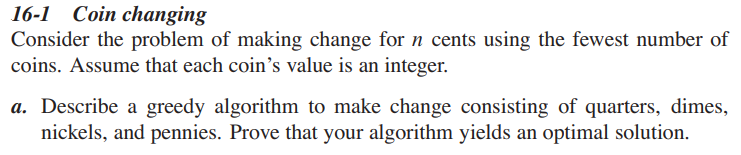 16-1 Coin changing
Consider the problem of making change for n cents using the fewest number of
coins. Assume that each coin’s value is an integer.
a. Describe a greedy algorithm to make change consisting of quarters, dimes,
nickels, and pennies. Prove that your algorithm yields an optimal solution.